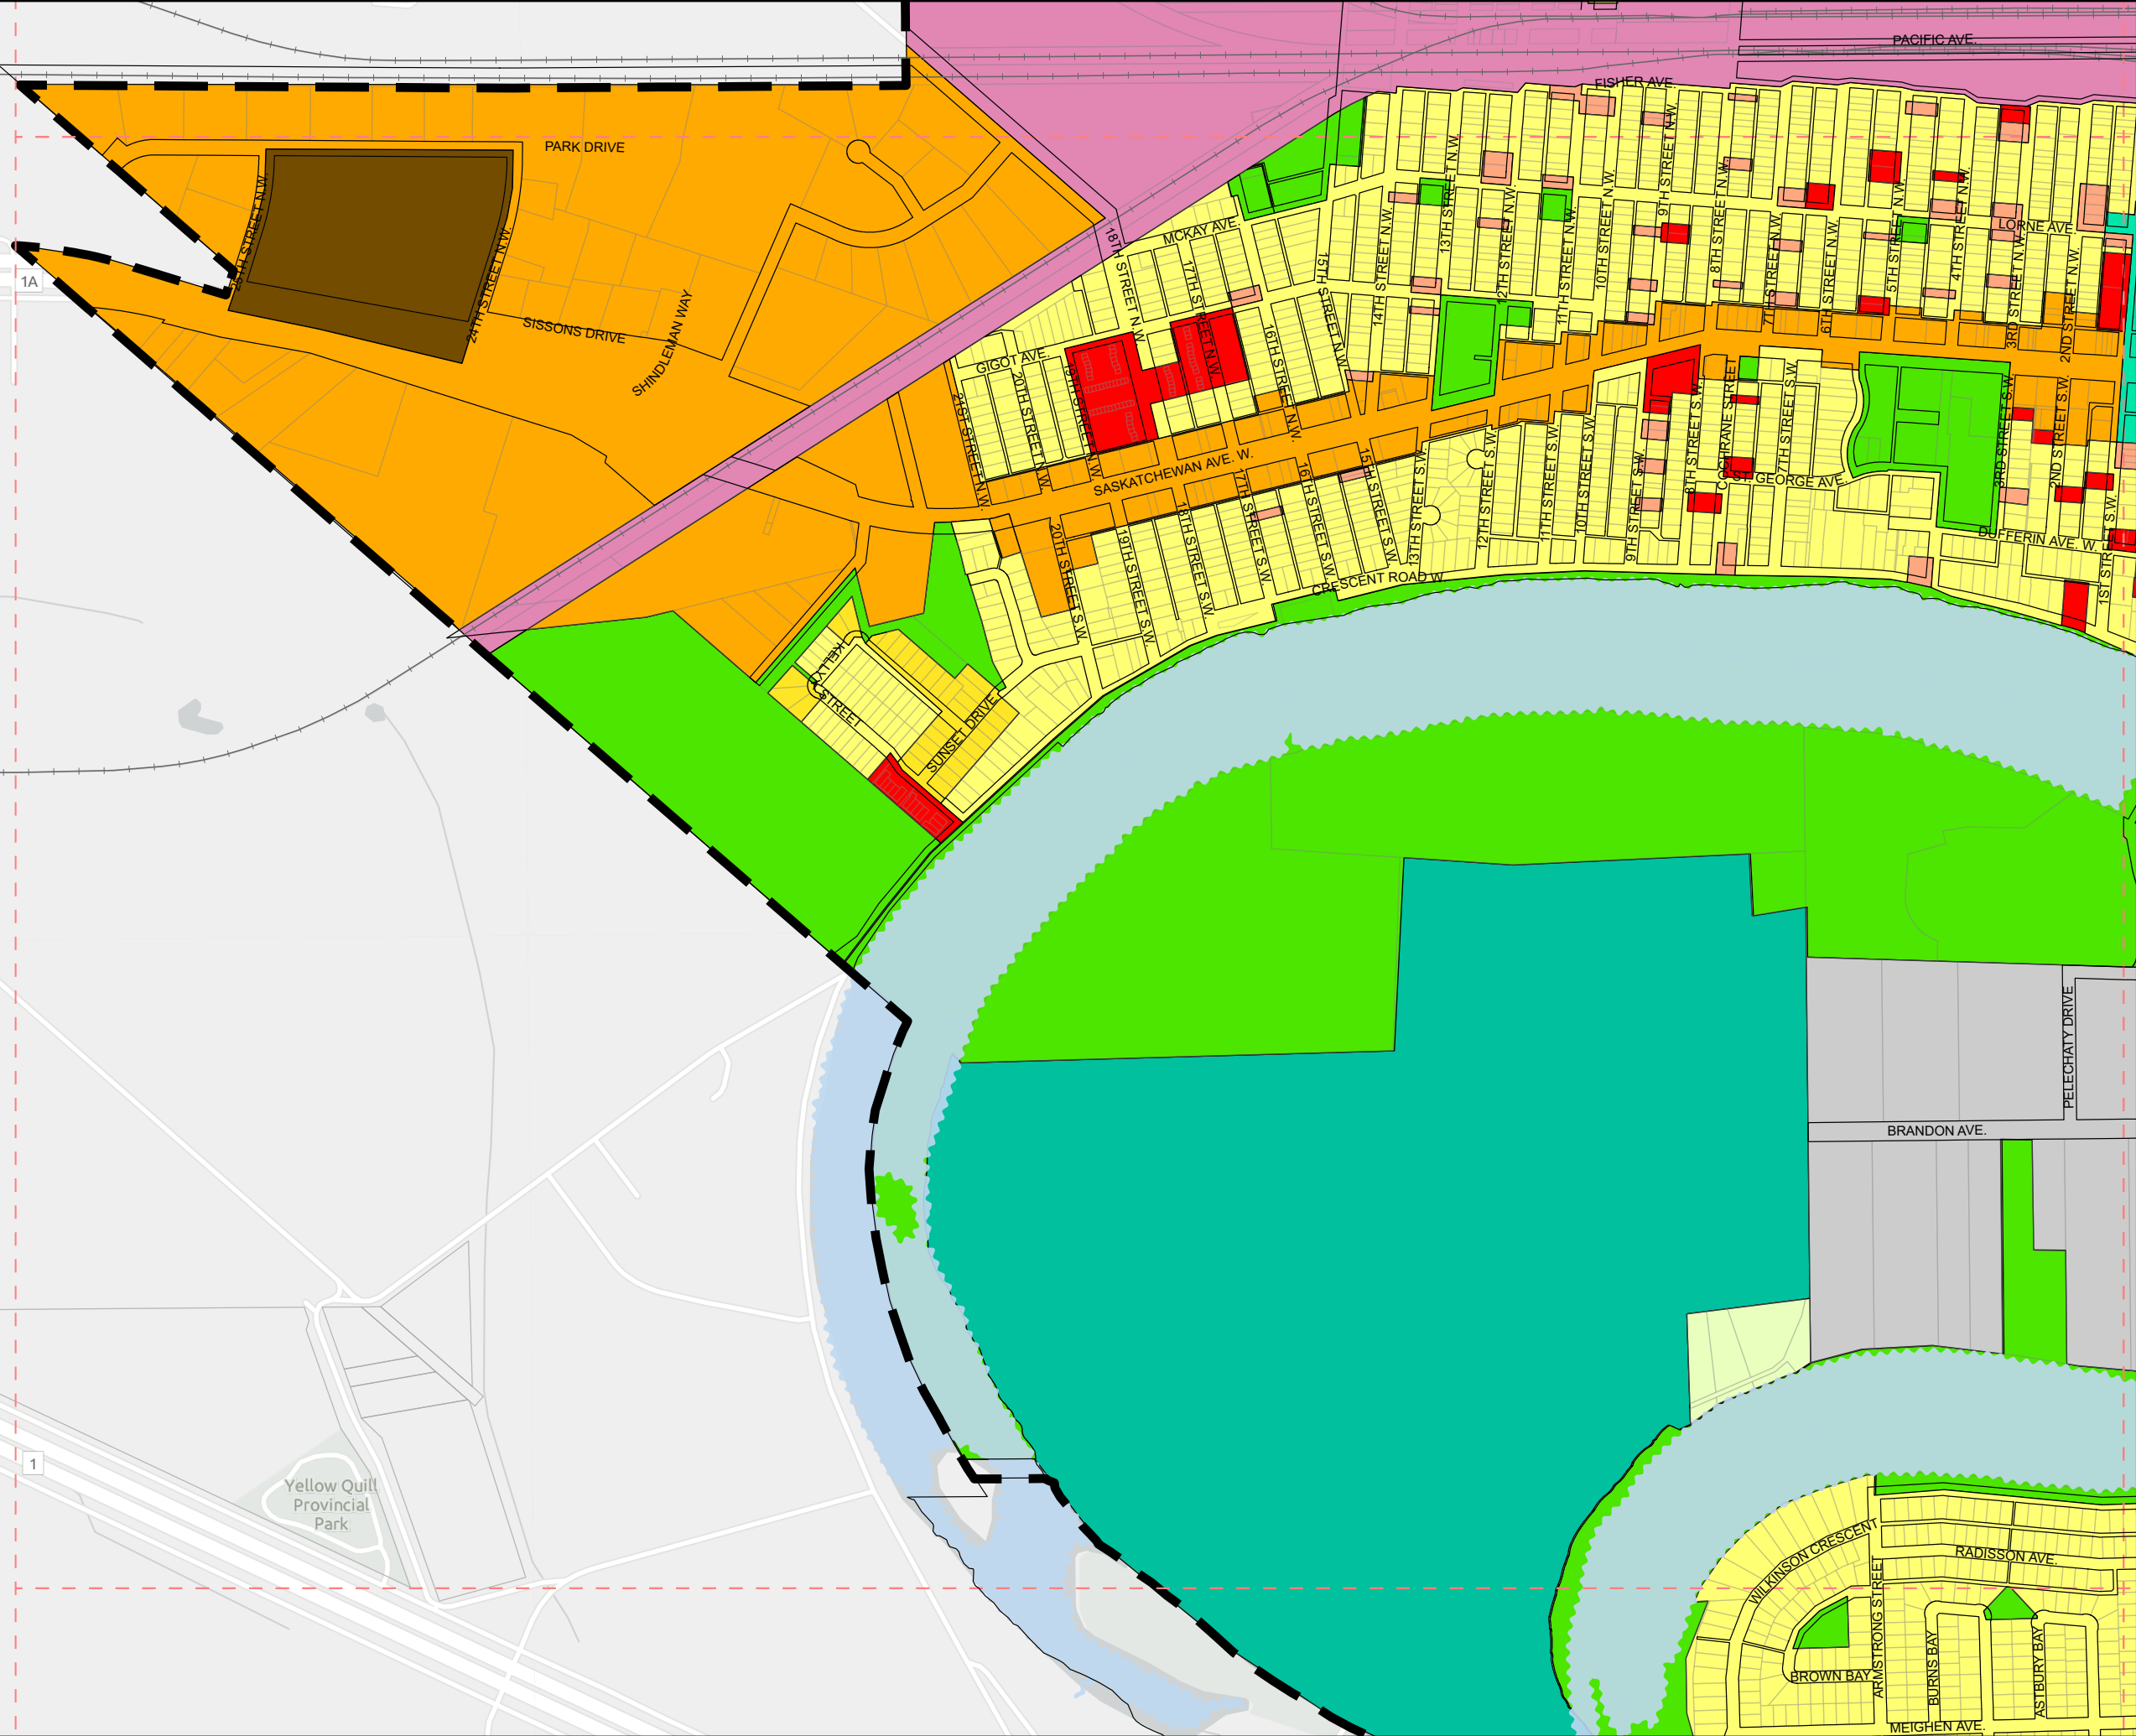 PACIFIC AVE.
FISHER AVE.
PARK DRIVE
25TH STREET N.W.
24TH STREET N.W.
SISSONS DRIVE
SHINDLEMAN WAY
1A
MCKAY AVE.
LORNE AVE.
18TH STREET N.W.
17TH STREET N.W.
16TH STREET N.W.
15TH STREET N.W.
14TH STREET N.W.
13TH STREET N.W.
12TH STREET N.W.
11TH STREET N.W.
10TH STREET N.W.
9TH STREET N.W.
8TH STREET N.W.
7TH STREET N.W.
6TH STREET N.W.
5TH STREET N.W.
4TH STREET N.W.
3RD STREET N.W.
2ND STREET N.W.
GIGOT AVE.
21ST STREET N.W.
20TH STREET N.W.
19TH STREET N.W.
SASKATCHEWAN AVE. W.
20TH STREET S.W.
19TH STREET S.W.
18TH STREET S.W.
17TH STREET S.W.
16TH STREET S.W.
15TH STREET S.W.
13TH STREET S.W.
12TH STREET S.W.
11TH STREET S.W.
10TH STREET S.W.
9TH STREET S.W.
8TH STREET S.W.
COCHRANE STREET
7TH STREET S.W.
3RD STREET S.W.
2ND STREET S.W.
1ST STREET S.W.
ST. GEORGE AVE.
DUFFERIN AVE. W.
CRESCENT ROAD W.
KELLY
STREET
SUNSET DRIVE
PELECHATY DRIVE
BRANDON AVE.
1
Yellow Quill
Provincial
Park
WILKINSON CRESCENT
RADISSON AVE.
ARMSTRONG STREET
BROWN BAY
BURNS BAY
ASTBURY BAY
MEIGHEN AVE.